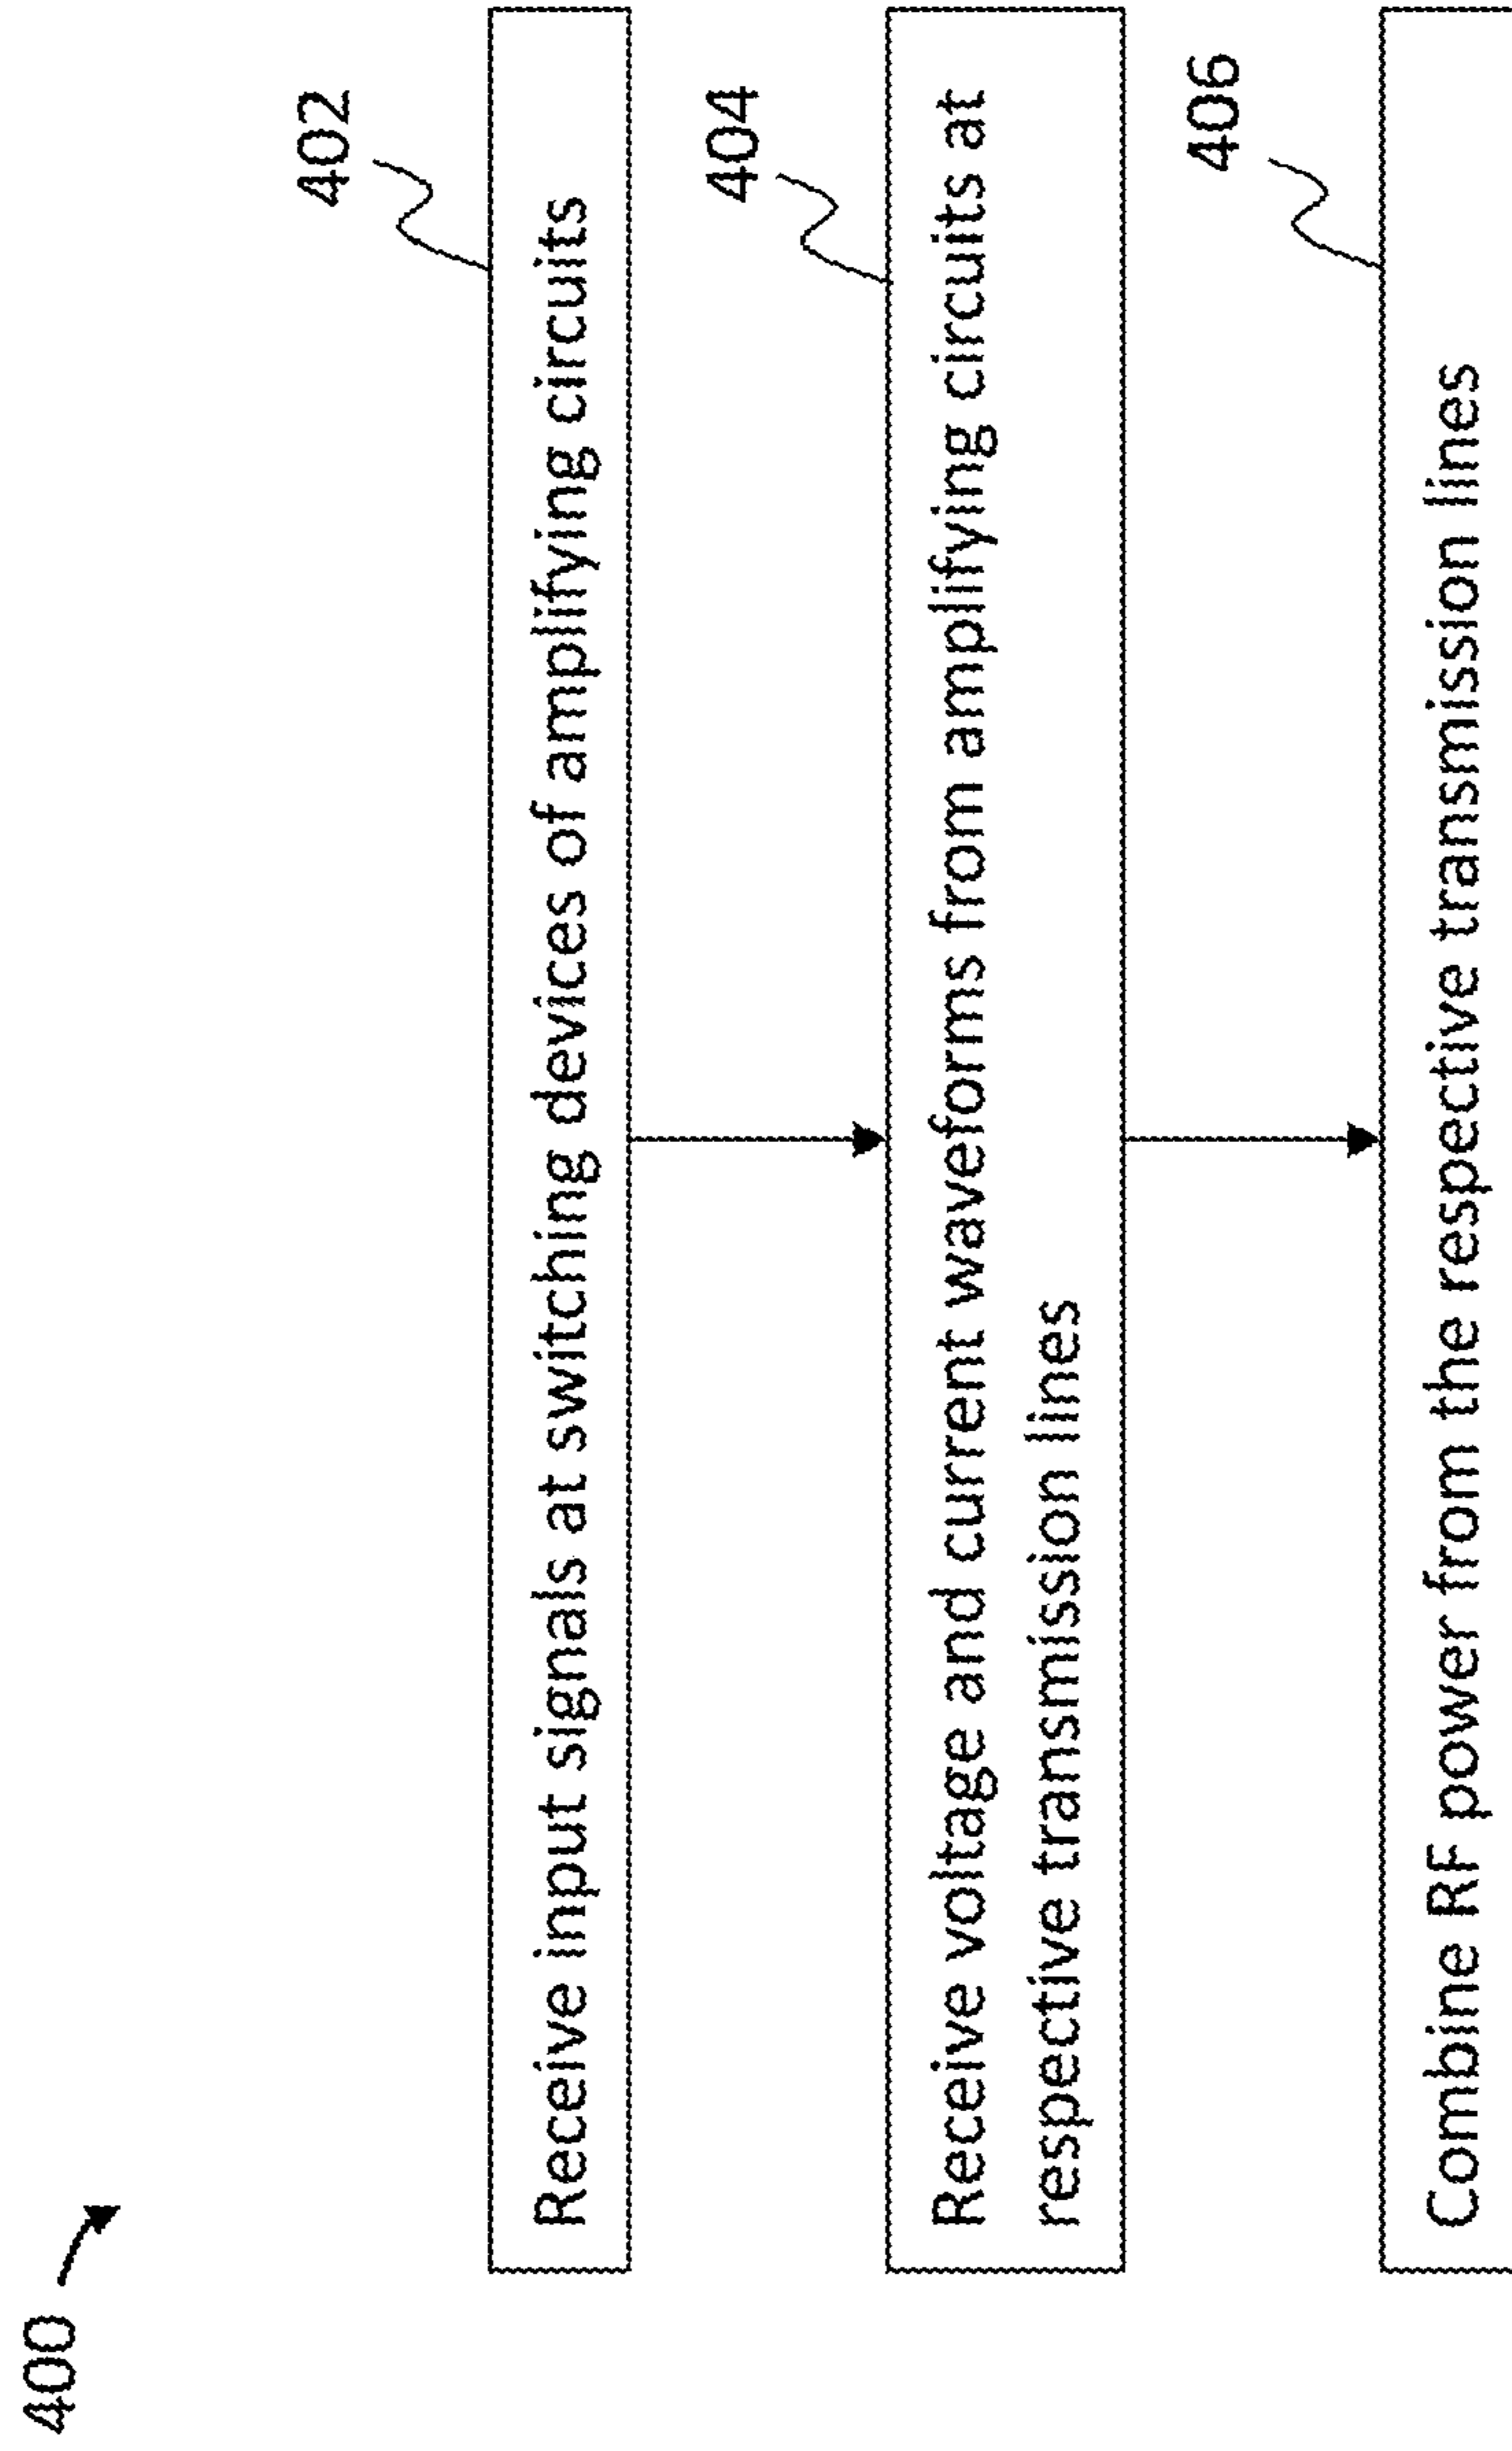 400
402
Receive input signals at switching devices of amplifying circuits
404
Receive voltage and current waveforms from amplifying circuits at
respective transmission lines
406
Combine RF power from the respective transmission lines